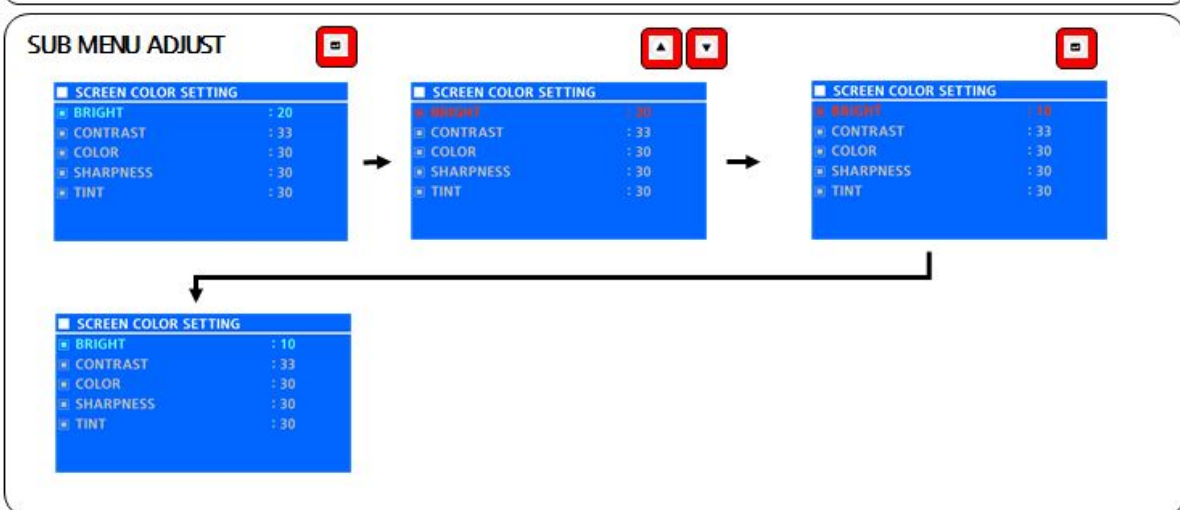 SUB MENU ADJUST
SCREEN COLOR SETTING
BRIGHT : 20
CONTRAST : 33
COLOR : 30
SHARPNESS : 30
TINT : 30
SCREEN COLOR SETTING
BRIGHT :
CONTRAST : 33
COLOR : 30
SHARPNESS : 30
TINT : 30
SCREEN COLOR SETTING
BRIGHT : 10
CONTRAST : 33
COLOR : 30
SHARPNESS : 30
TINT : 30
SCREEN COLOR SETTING
BRIGHT : 10
CONTRAST : 33
COLOR : 30
SHARPNESS : 30
TINT : 30